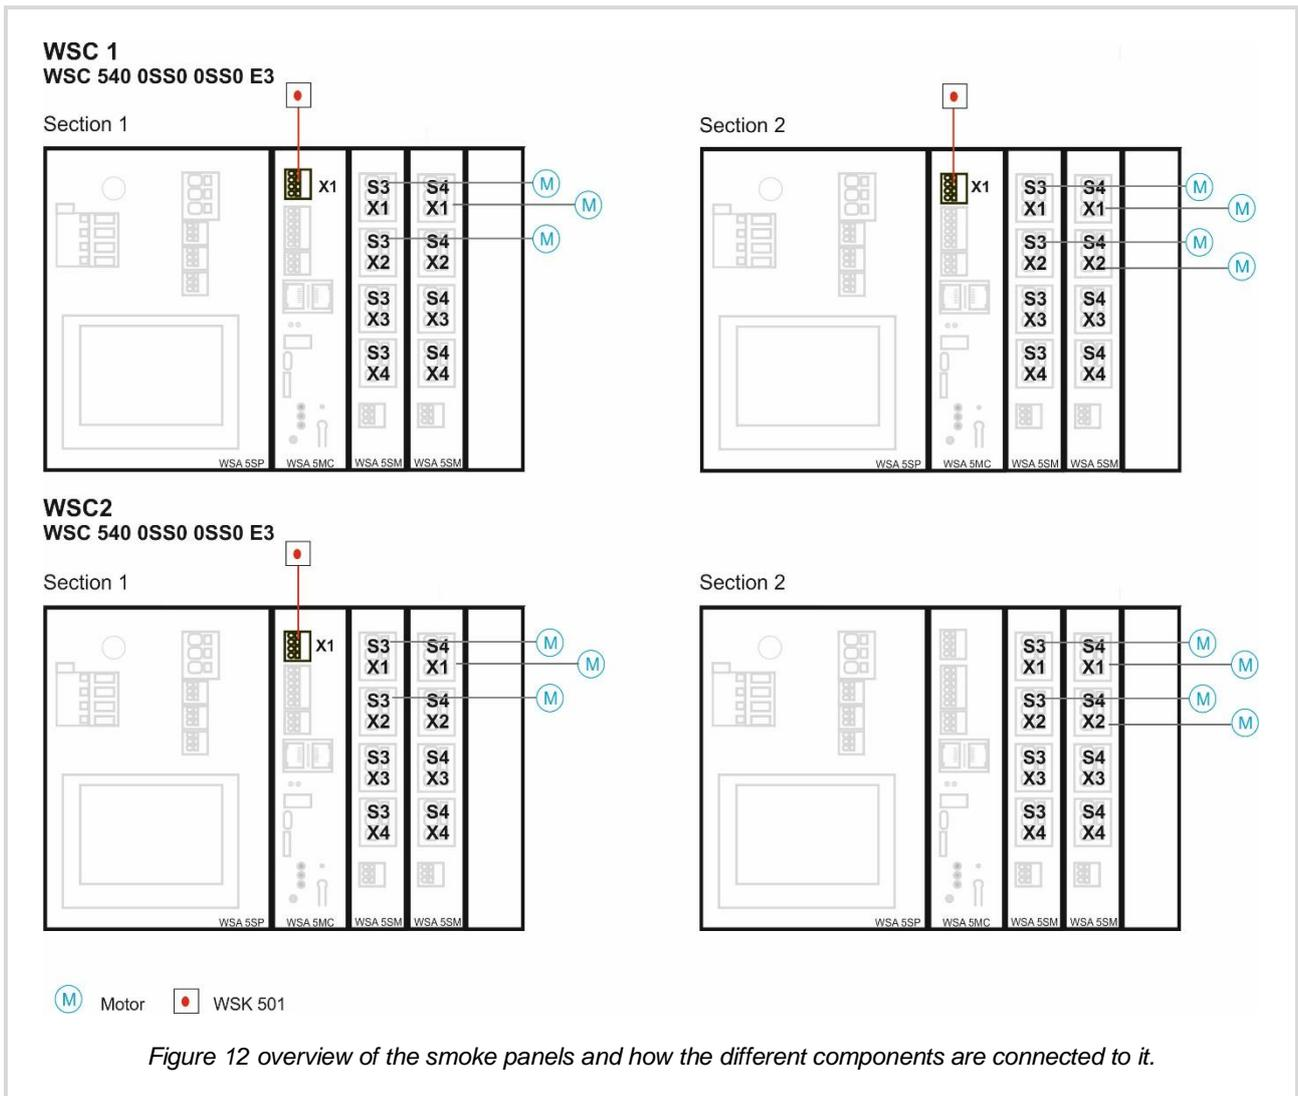 WSC 1
WSC 540 0SS0 0SS0 E3
Section 1
X1
S3 S4
X1 X1
S3 S4
X2 X2
S3 S4
X3 X3
S3 S4
X4 X4
M
M
M
WSA 5SP WSA 5MC WSA 5SM WSA 5SM
Section 2
X1
S3 S4
X1 X1
S3 S4
X2 X2
S3 S4
X3 X3
S3 S4
X4 X4
M
M
M
M
WSA 5SP WSA 5MC WSA 5SM WSA 5SM
WSC2
WSC 540 0SS0 0SS0 E3
Section 1
X1
S3 S4
X1 X1
S3 S4
X2 X2
S3 S4
X3 X3
S3 S4
X4 X4
M
M
M
WSA 5SP WSA 5MC WSA 5SM WSA 5SM
Section 2
S3 S4
X1 X1
S3 S4
X2 X2
S3 S4
X3 X3
S3 S4
X4 X4
M
M
M
M
WSA 5SP WSA 5MC WSA 5SM WSA 5SM
M Motor WSK 501
Figure 12 overview of the smoke panels and how the different components are connected to it.